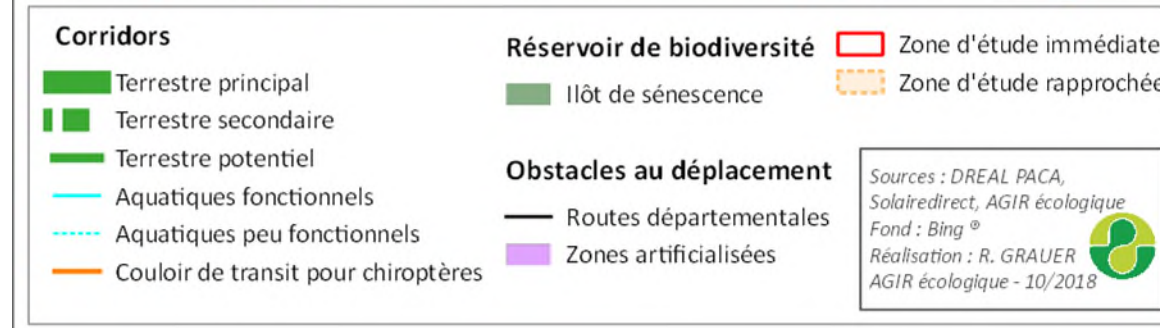 Corridors
Terrestre principal
Terrestre secondaire
Terrestre potentiel
Aquatiques fonctionnels
Aquatiques peu fonctionnels
Couloir de transit pour chiroptères
Réservoir de biodiversité
Ilôt de sénescence
Obstacles au déplacement
Routes départementales
Zones artificialisées
Zone d'étude immédiate
Zone d'étude rapprochée
Sources : DREAL PACA,
Solairedirect, AGIR écologique
Fond : Bing ®
Réalisation : R. GRAUER
AGIR écologique - 10/2018